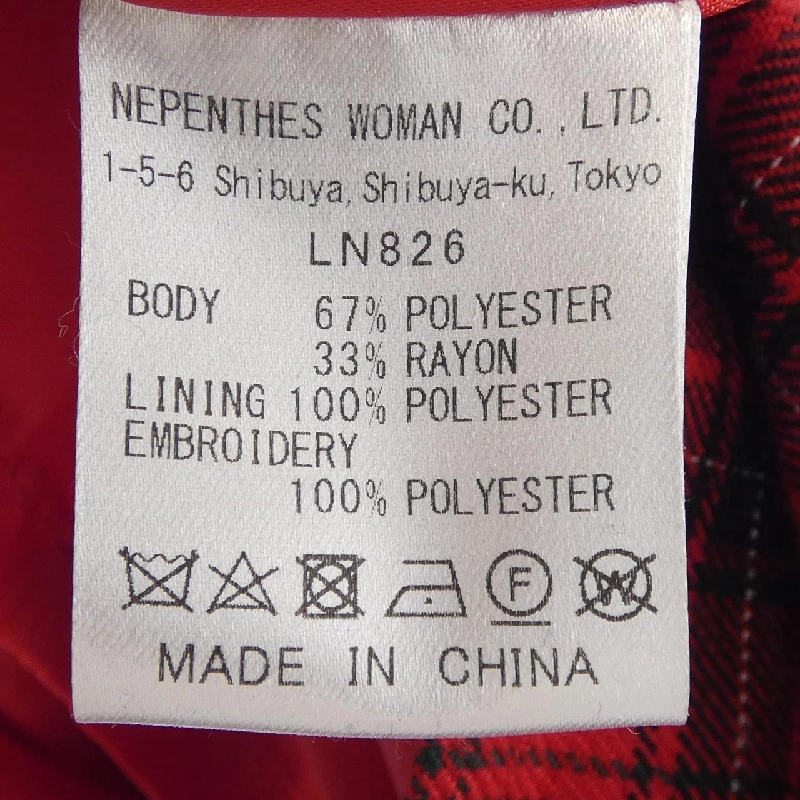 NEPENTHES WOMAN CO., LTD.
1-5-6 Shibuya, Shibuya-ku, Tokyo
LN826
BODY 67% POLYESTER
33% RAYON
LINING 100% POLYESTER
EMBROIDERY
100% POLYESTER
F W
MADE IN CHINA